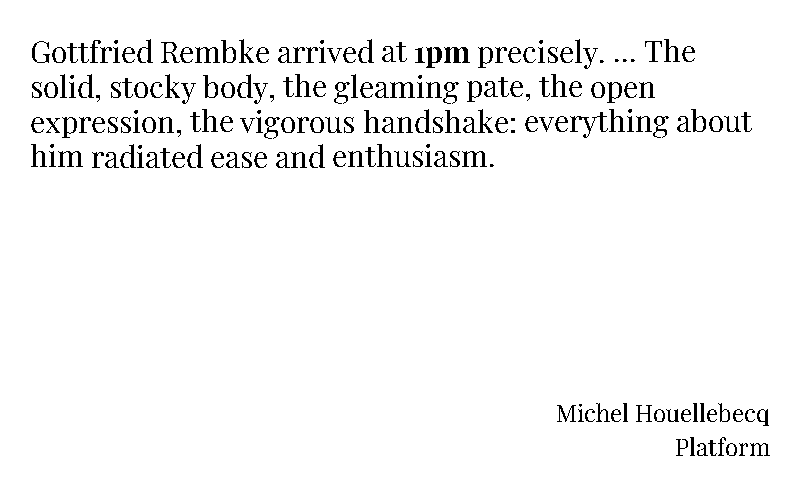 Gottfried Rembke arrived at 1pm precisely. ... The
solid, stocky body, the gleaming pate, the open
expression, the vigorous handshake: everything about
him radiated ease and enthusiasm.
Michel Houellebecq
Platform